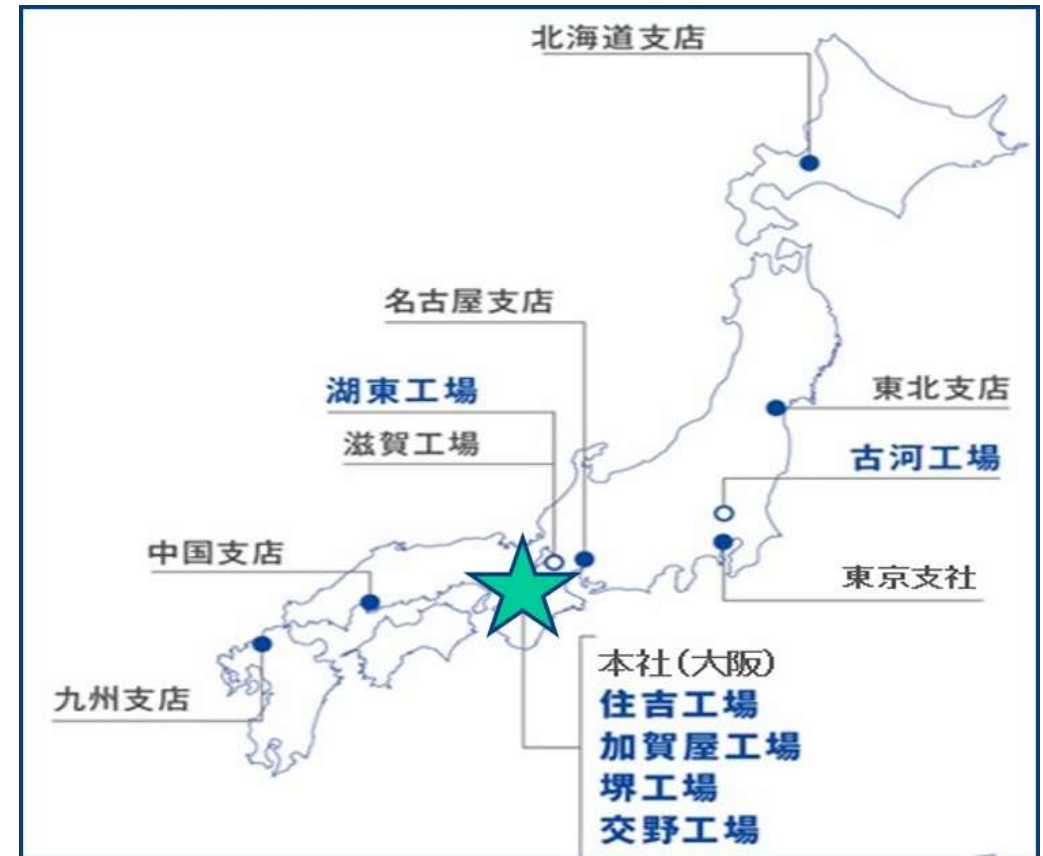 北海道支店
名古屋支店
湖東工場
滋賀工場
東北支店
古河工場
中国支店
東京支社
九州支店
本社(大阪)
住吉工場
加賀屋工場
堺工場
交野工場